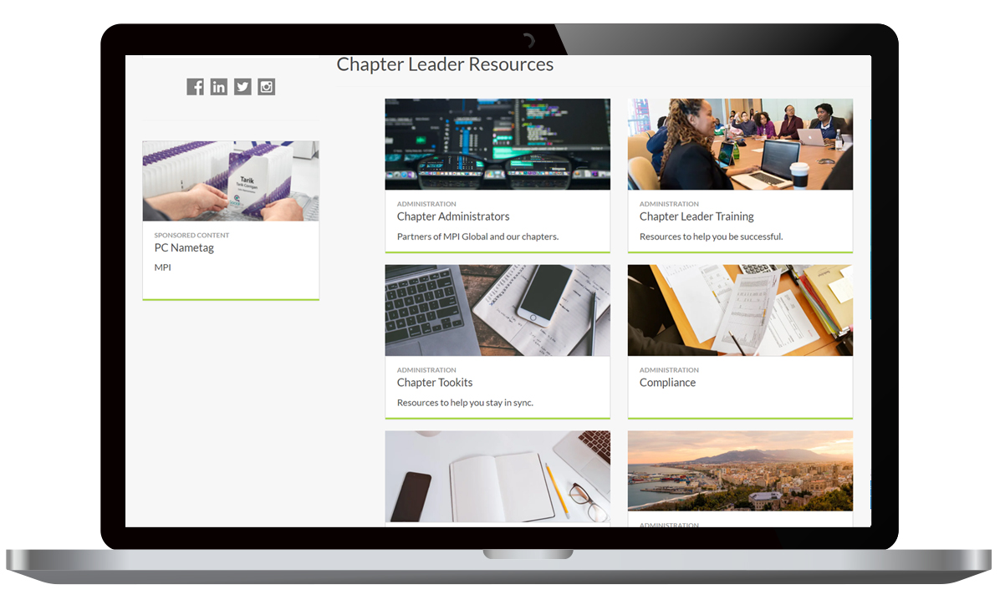 Chapter Leader Resources
Tarik
Tarik Corrigan
SPONSORED CONTENT
PC Nametag
MPI
ADMINISTRATION
Chapter Administrators
Partners of MPI Global and our chapters.
ADMINISTRATION
Chapter Leader Training
Resources to help you be successful.
ADMINISTRATION
Chapter Tookits
Resources to help you stay in sync.
ADMINISTRATION
Compliance
ADMINISTRATION